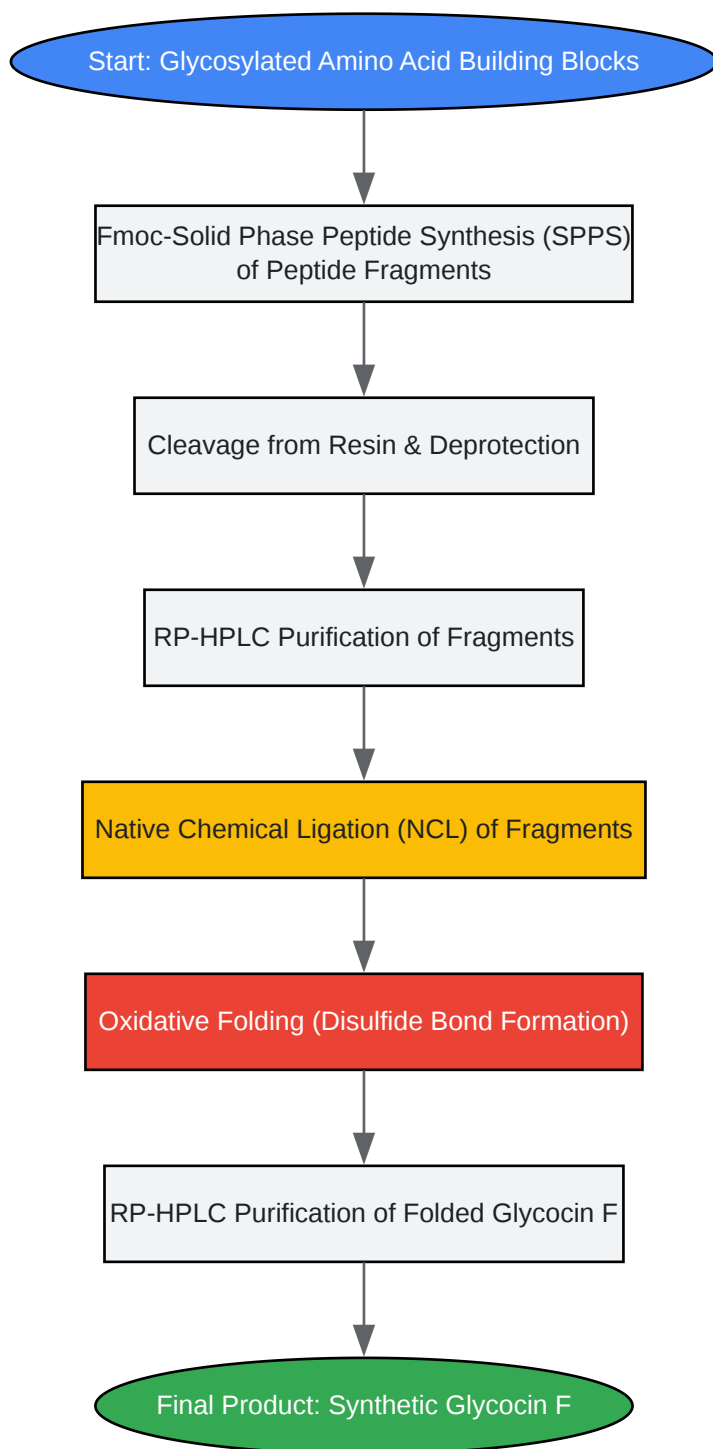 Start: Glycosylated Amino Acid Building Blocks
Fmoc-Solid Phase Peptide Synthesis (SPPS)
of Peptide Fragments
Cleavage from Resin & Deprotection
RP-HPLC Purification of Fragments
Native Chemical Ligation (NCL) of Fragments
Oxidative Folding (Disulfide Bond Formation)
RP-HPLC Purification of Folded Glycocin F
Final Product: Synthetic Glycocin F